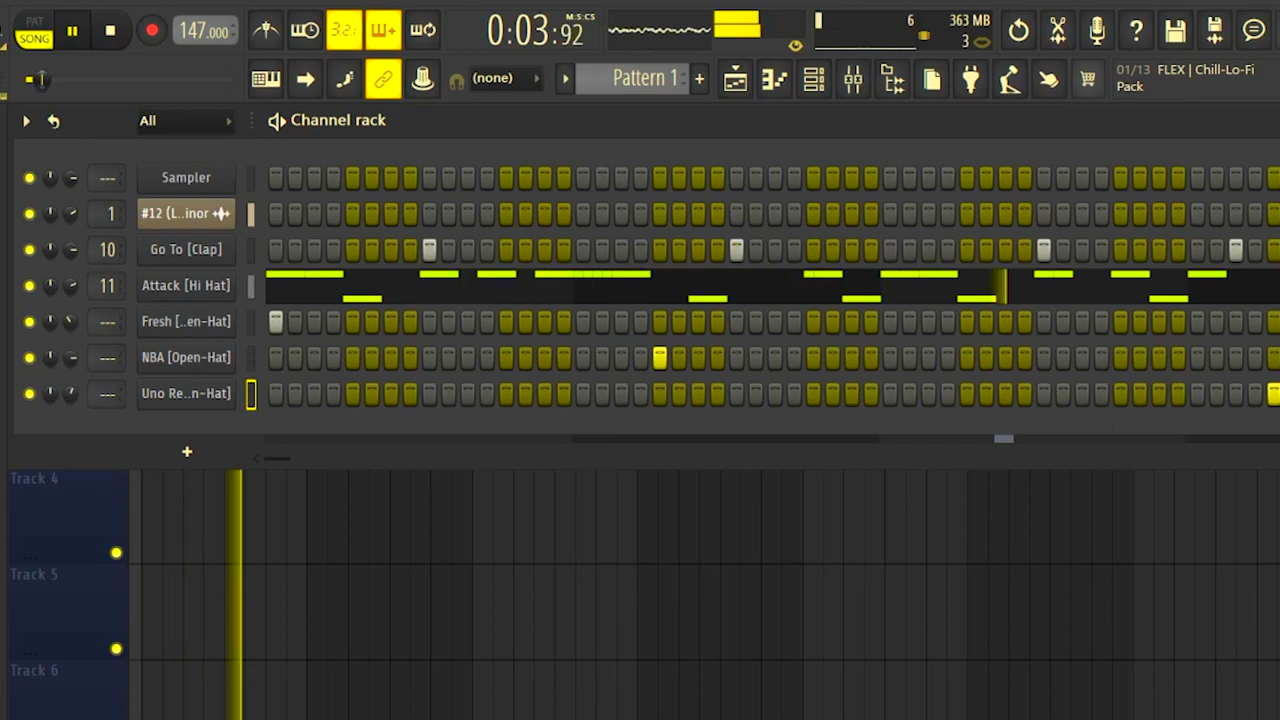 PAT
SONG
147.000
3.2.
0:03:92
M:S:CS
6
363 MB
3
(none)
Pattern 1
+
01/13 FLEX | Chill-Lo-Fi
Pack
All
Channel rack
--- Sampler
1 #12 (L..inor
10 Go To [Clap]
11 Attack [Hi Hat]
--- Fresh [..en-Hat]
--- NBA [Open-Hat]
--- Uno Re..n-Hat]
+
Track 4
Track 5
Track 6